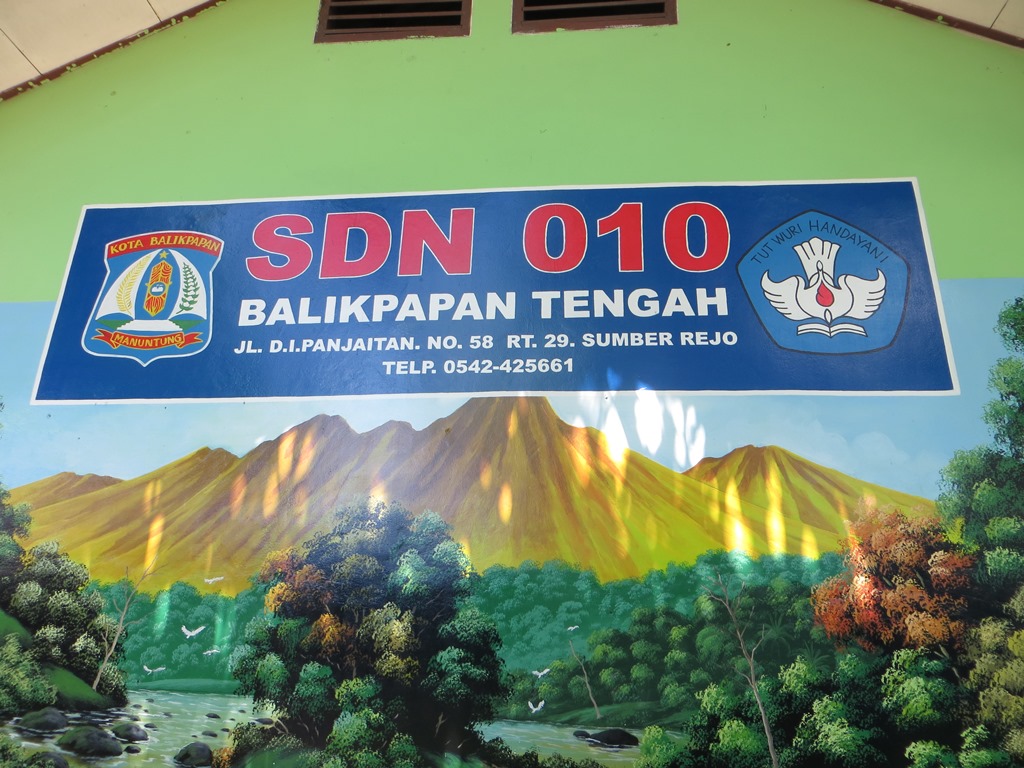 SDN 010
BALIKPAPAN TENGAH
JL. D.I.PANJAITAN. NO. 58 RT. 29. SUMBER REJO
TELP. 0542-425661
KOTA BALIKPAPAN
MANUNTUNG
TUT WURI HANDAYANI